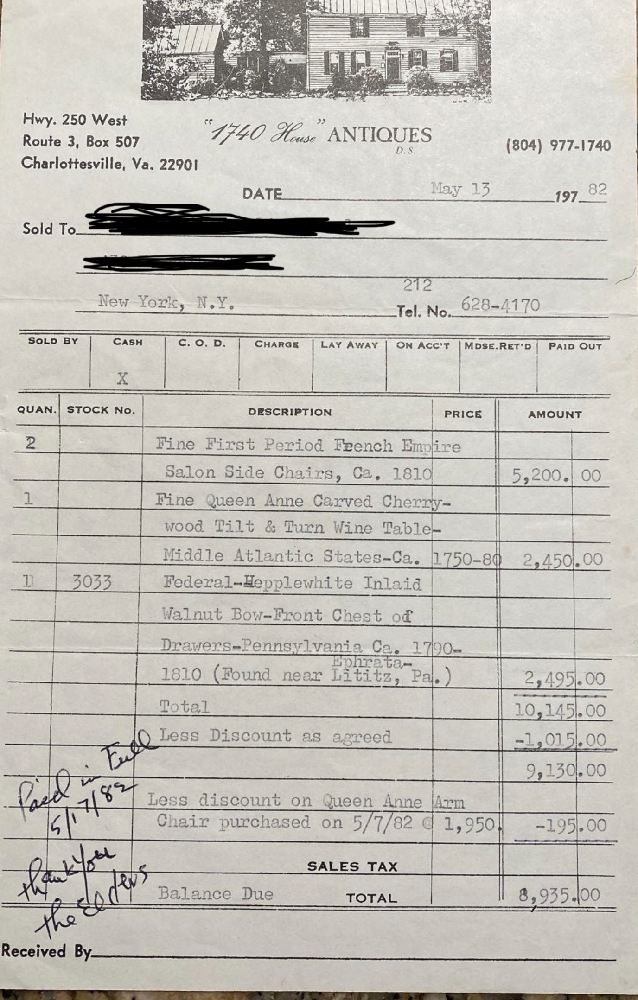 Hwy. 250 West
Route 3, Box 507
Charlottesville, Va. 22901
"1740 House" ANTIQUES
D.S.
(804) 977-1740
DATE May 13 197 82
Sold To
212
New York, N.Y. Tel. No. 628-4170
SOLD BY CASH C. O. D. CHARGE LAY AWAY ON ACC'T MDSE. RET'D PAID OUT
X
QUAN. STOCK No. DESCRIPTION PRICE AMOUNT
2 Fine First Period French Empire
Salon Side Chairs, Ca. 1810 5,200. 00
1 Fine Queen Anne Carved Cherry-
wood Tilt & Turn Wine Table-
Middle Atlantic States-Ca. 1750-80 2,450.00
1 3033 Federal-Hepplewhite Inlaid
Walnut Bow-Front Chest of
Drawers-Pennsylvania Ca. 1790-
Ephrata-
1810 (Found near Lititz, Pa.) 2,495.00
Total 10,145.00
Less Discount as agreed -1,015.00
9,130.00
Less discount on Queen Anne Arm
Chair purchased on 5/7/82 @ 1,950. -195.00
SALES TAX
Balance Due TOTAL 8,935.00
Paid in Full
5/17/82
thank you
the Elders
Received By